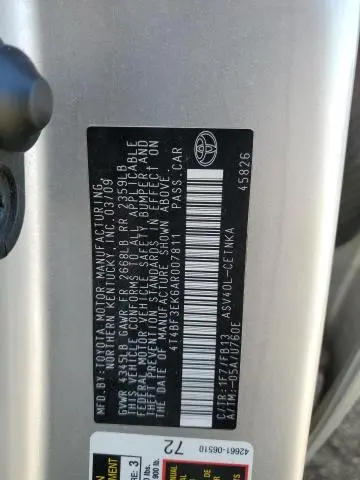 MFD.BY:TOYOTA MOTOR MANUFACTURING,
NORTHERN KENTUCKY, INC. 03/09
GVWR 4345LB GAWR FR 2668LB RR 2359LB
THIS VEHICLE CONFORMS TO ALL APPLICABLE
FEDERAL MOTOR VEHICLE SAFETY, BUMPER AND
THEFT PREVENTION STANDARDS IN EFFECT ON
THE DATE OF MANUFACTURE SHOWN ABOVE.
4T4BF3EK6AR007811 PASS.CAR
C/TR:1F7/FB13 ASV40L-CETNKA
A/TM:-05A/U760E
45826
42661-06510
72